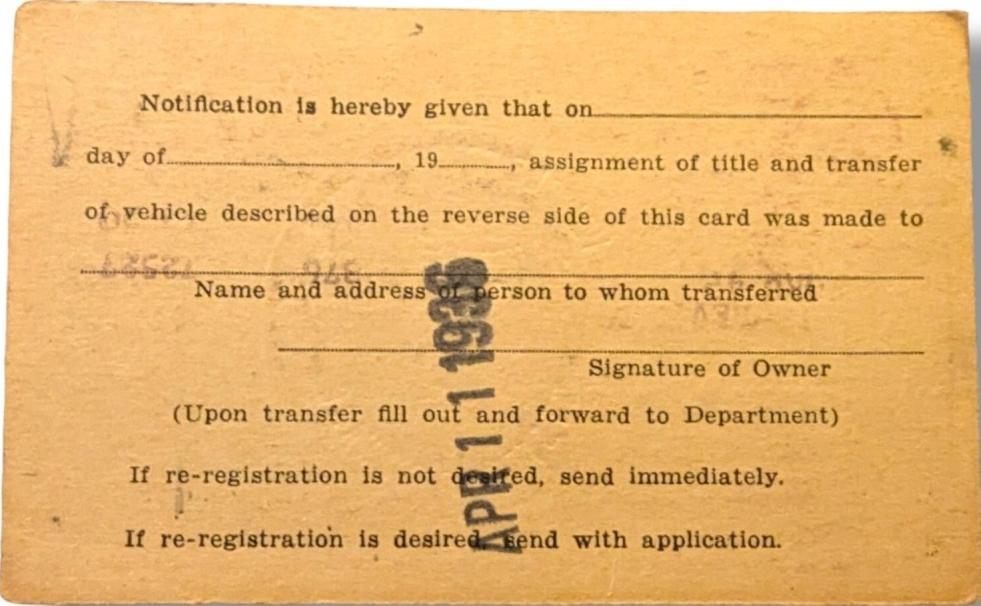 Notification is hereby given that on
day of, 19, assignment of title and transfer
of vehicle described on the reverse side of this card was made to
Name and address of person to whom transferred
Signature of Owner
(Upon transfer fill out and forward to Department)
If re-registration is not desired, send immediately.
If re-registration is desired, send with application.
APR 11 1936